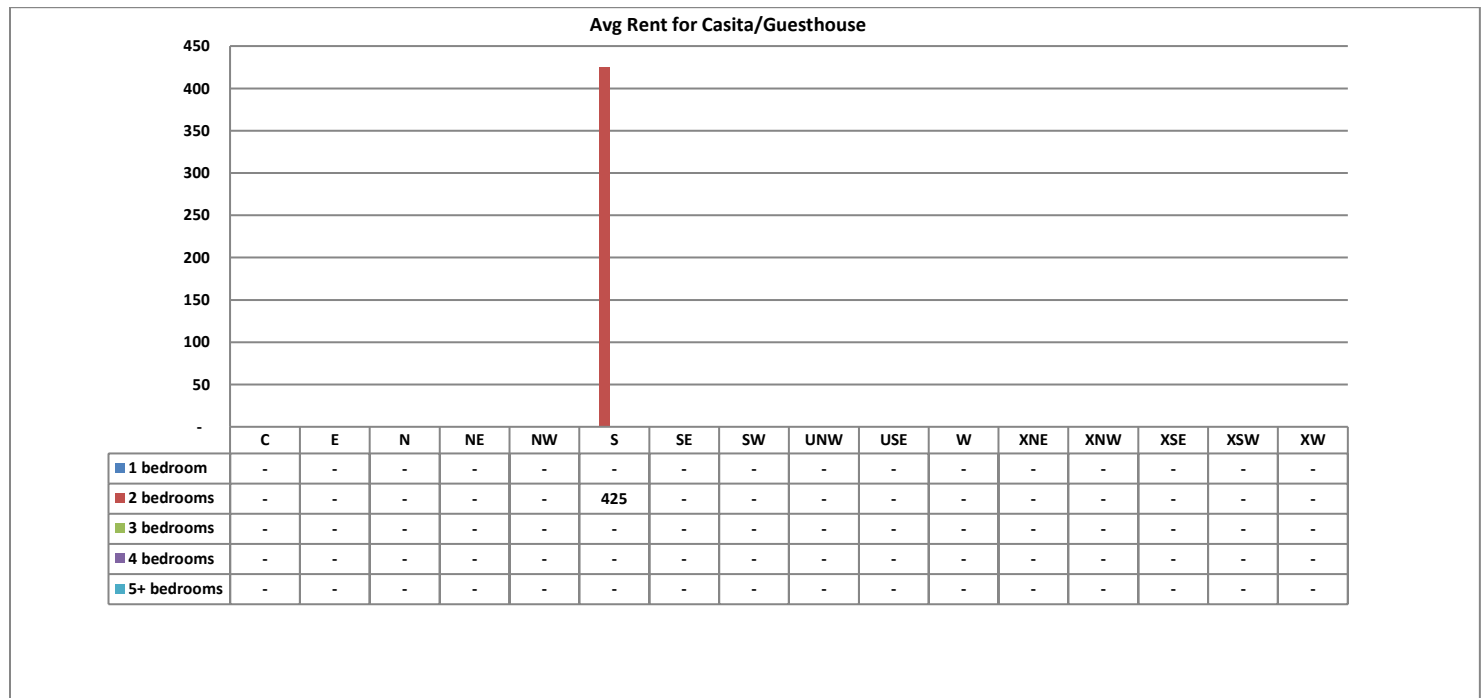 Avg Rent for Casita/Guesthouse
450
400
350
300
250
200
150
100
50
-
C E N NE NW S SE SW UNW USE W XNE XNW XSE XSW XW
1 bedroom - - - - - - - - - - - - - - - -
2 bedrooms - - - - - 425 - - - - - - - - - -
3 bedrooms - - - - - - - - - - - - - - - -
4 bedrooms - - - - - - - - - - - - - - - -
5+ bedrooms - - - - - - - - - - - - - - - -